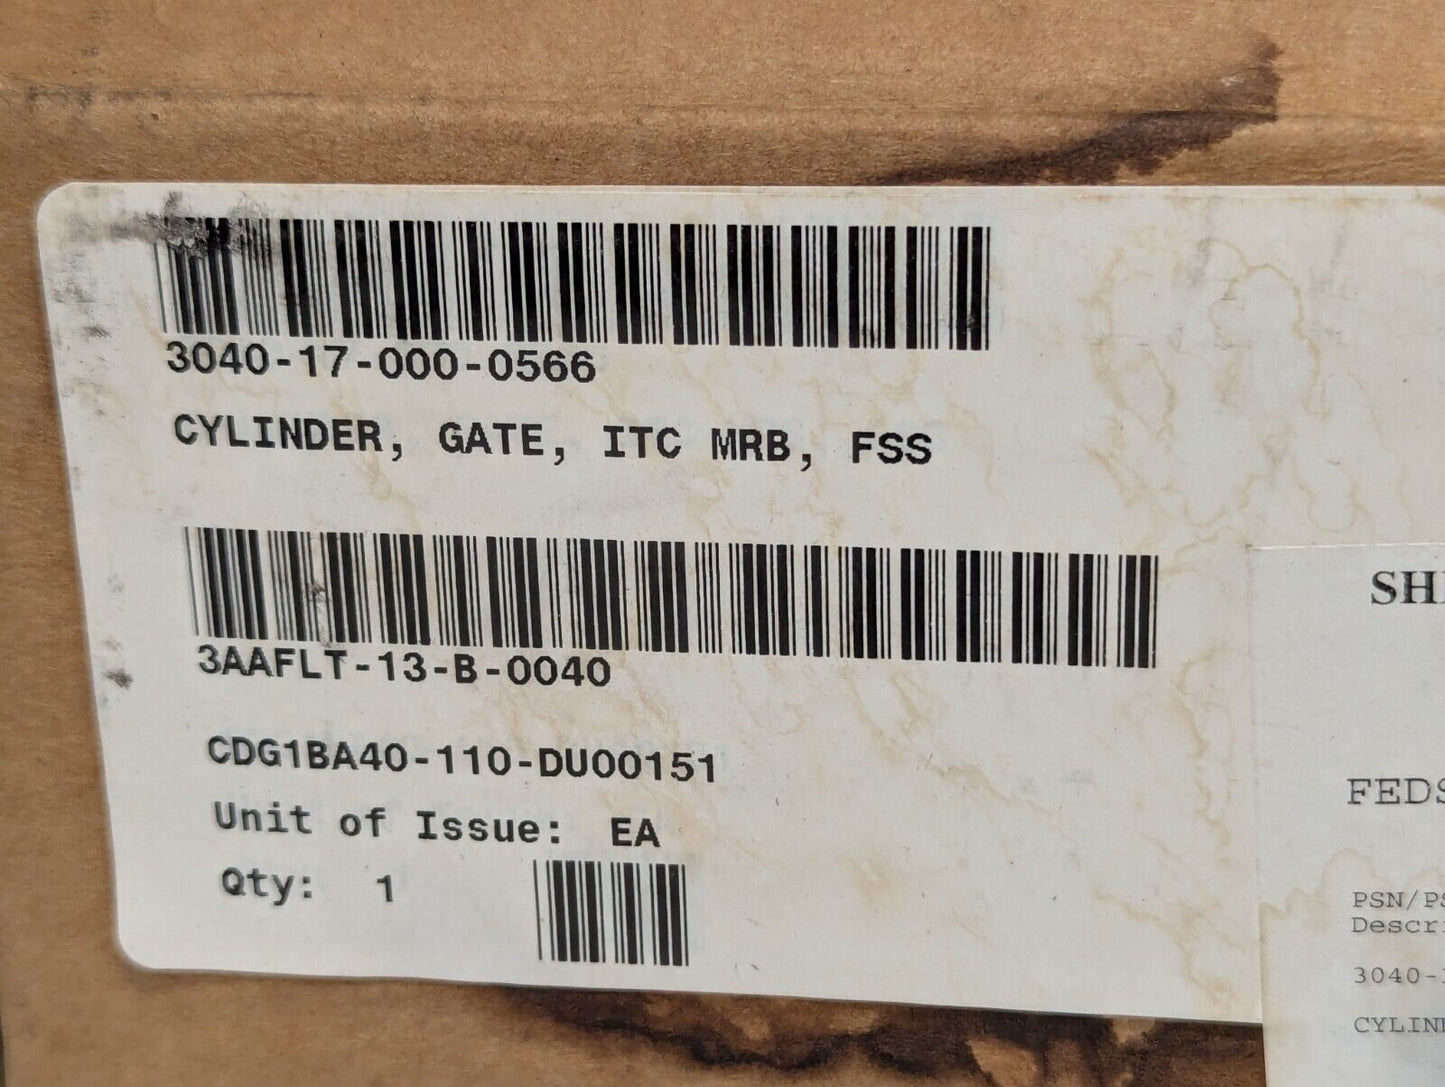 3040-17-000-0566
CYLINDER, GATE, ITC MRB, FSS
3AAFLT-13-B-0040
CDG1BA40-110-DU00151
Unit of Issue: EA
Qty: 1